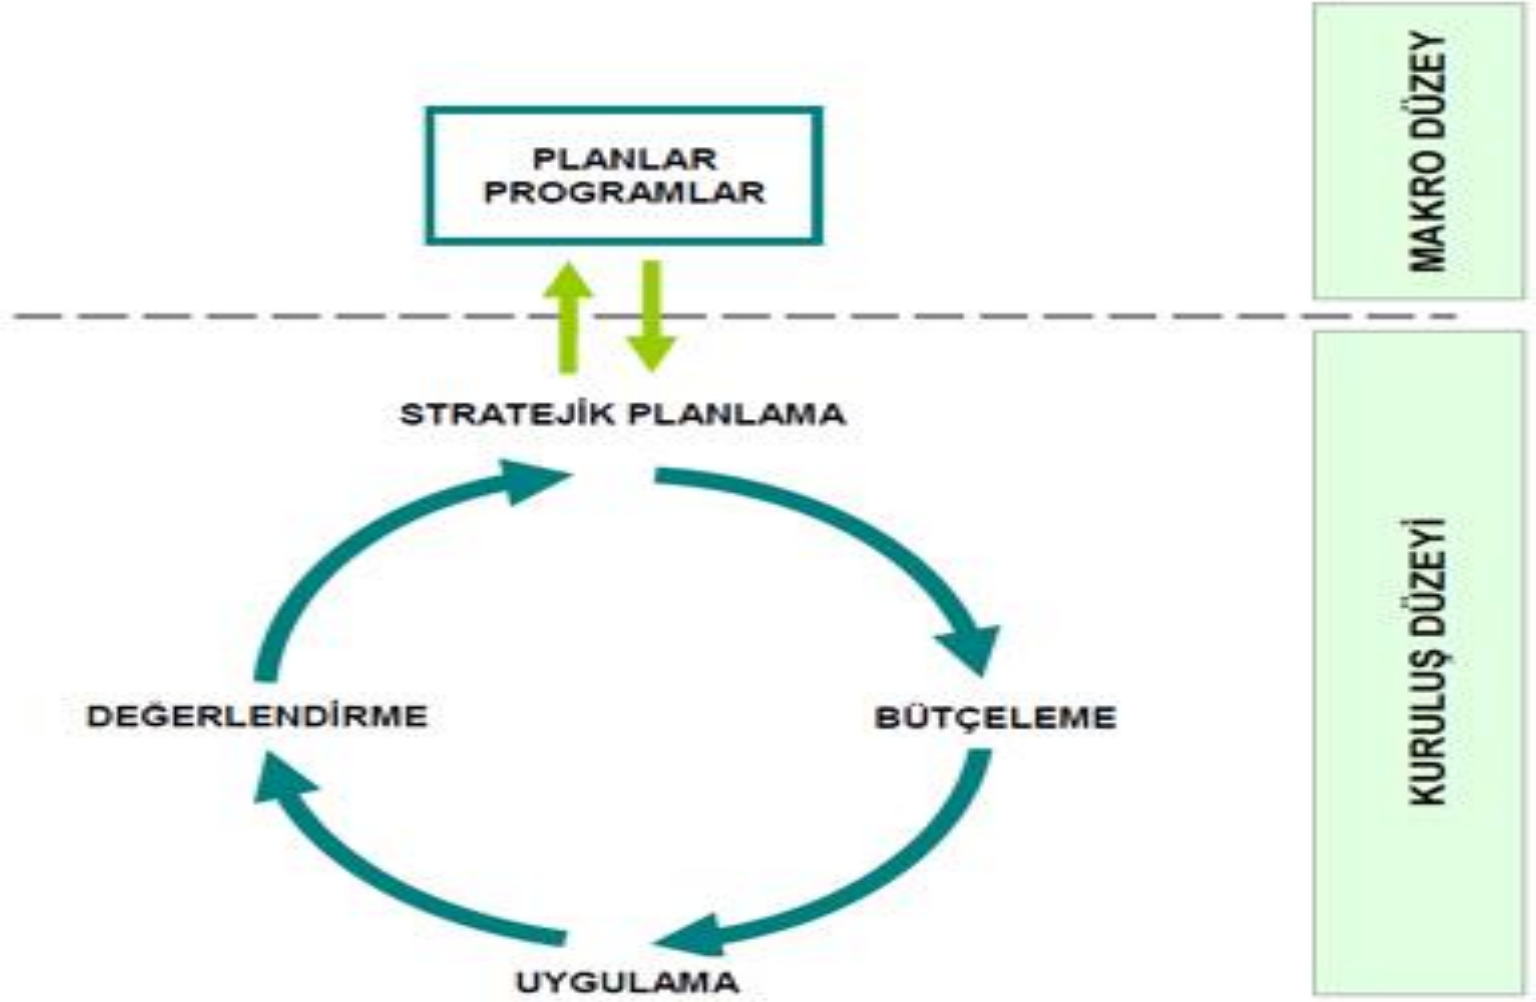 MAKRO DÜZEY
PLANLAR
PROGRAMLAR
STRATEJİK PLANLAMA
KURULUŞ DÜZEYİ
DEĞERLENDİRME
BÜTÇELEME
UYGULAMA